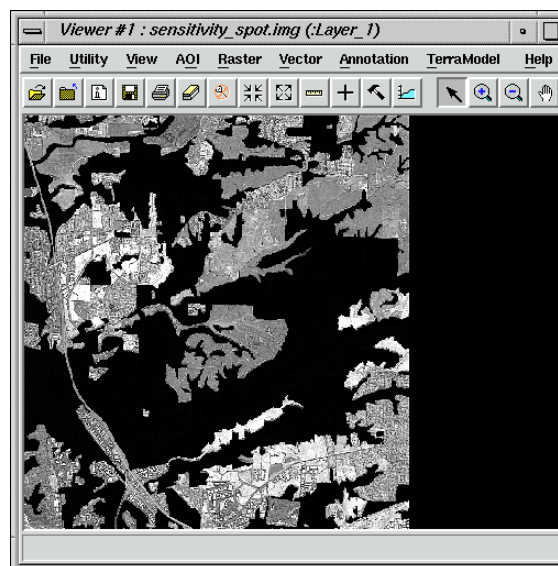 Viewer #1 : sensitivity_spot.img (:Layer_1)
File Utility View AOI Raster Vector Annotation TerraModel Help